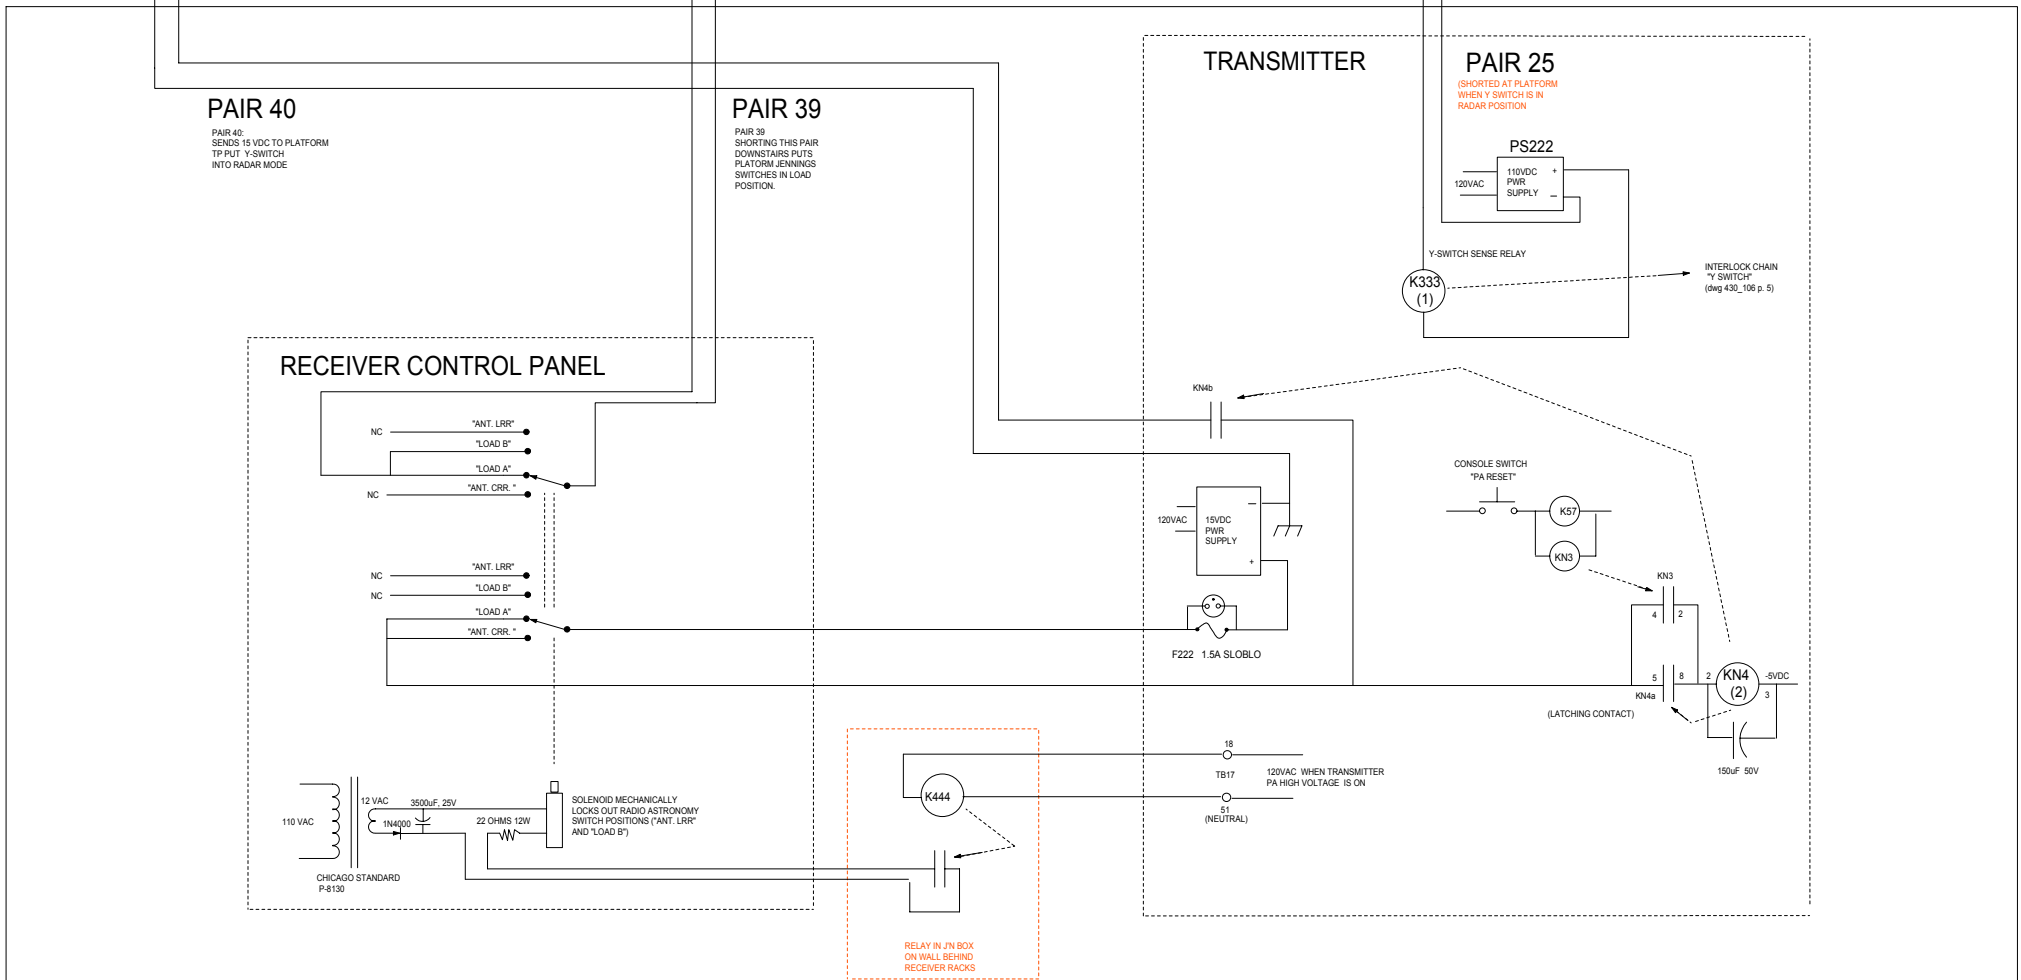 TRANSMITTER
PAIR 25
(SHORTED AT PLATFORM
WHEN Y SWITCH IS IN
RADAR POSITION
PAIR 40
PAIR 40:
SENDS 15 VDC TO PLATFORM
TP PUT Y-SWITCH
INTO RADAR MODE
PAIR 39
PAIR 39
SHORTING THIS PAIR
DOWNSTAIRS PUTS
PLATORM JENNINGS
SWITCHES IN LOAD
POSITION.
PS222
120VAC
110VDC
PWR
SUPPLY
+
–
Y-SWITCH SENSE RELAY
K333
(1)
INTERLOCK CHAIN
"Y SWITCH"
(dwg 430_106 p. 5)
RECEIVER CONTROL PANEL
NC
"ANT. LRR"
"LOAD B"
"LOAD A"
NC
"ANT. CRR. "
NC
"ANT. LRR"
NC
"LOAD B"
"LOAD A"
"ANT. CRR. "
KN4b
120VAC
15VDC
PWR
SUPPLY
–
+
F222 1.5A SLOBLO
CONSOLE SWITCH
"PA RESET"
K57
KN3
KN3
4
2
5
8
KN4a
2
KN4
(2)
-5VDC
3
(LATCHING CONTACT)
150uF 50V
110 VAC
12 VAC
3500uF, 25V
1N4000
22 OHMS 12W
SOLENOID MECHANICALLY
LOCKS OUT RADIO ASTRONOMY
SWITCH POSITIONS ("ANT. LRR"
AND "LOAD B")
CHICAGO STANDARD
P-8130
K444
18
TB17
51
(NEUTRAL)
120VAC WHEN TRANSMITTER
PA HIGH VOLTAGE IS ON
RELAY IN J'N BOX
ON WALL BEHIND
RECEIVER RACKS